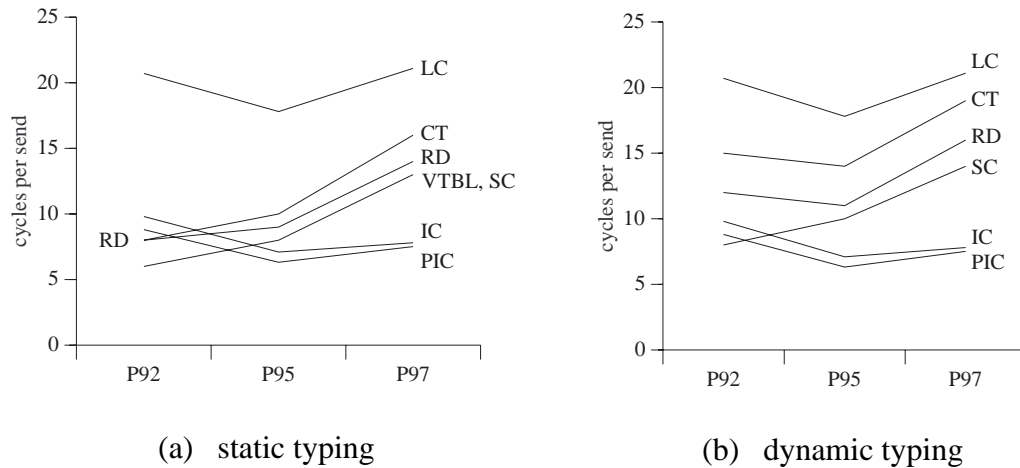 25
20
15
10
5
0
cycles per send
LC
CT
RD
VTBL, SC
IC
PIC
RD
P92
P95
P97
(a) static typing
25
20
15
10
5
0
cycles per send
LC
CT
RD
SC
IC
PIC
P92
P95
P97
(b) dynamic typing